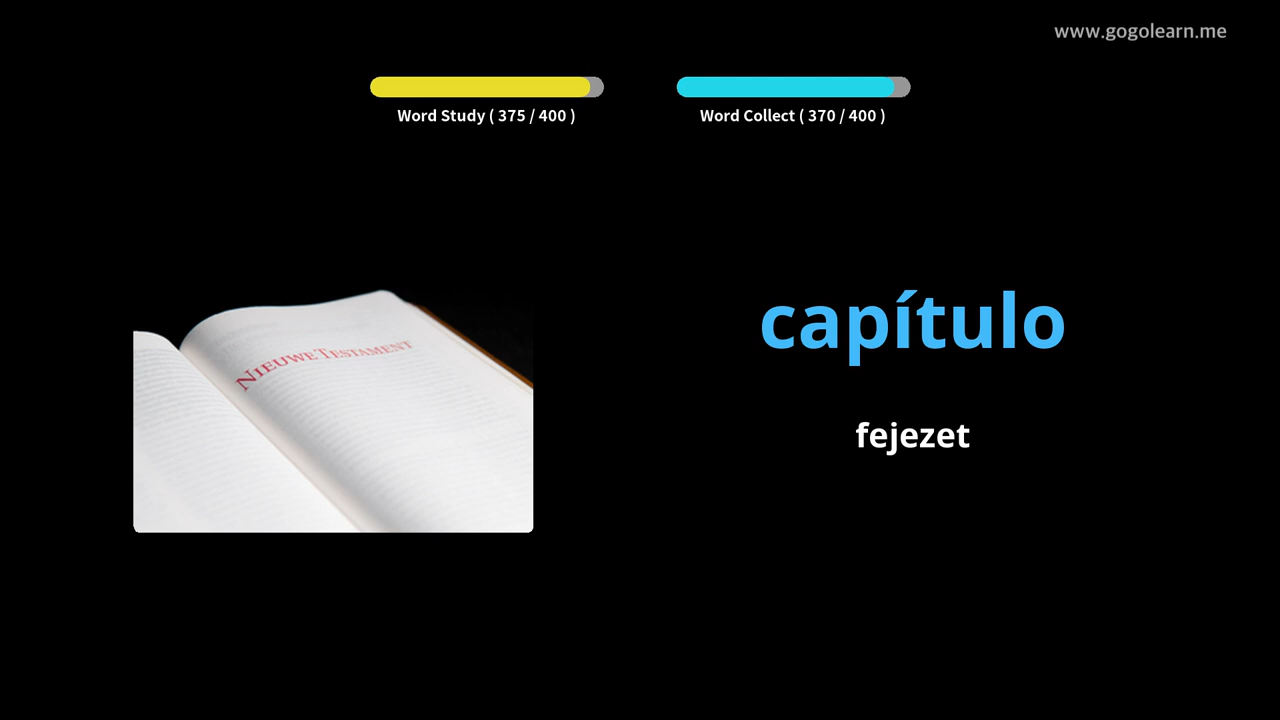 www.gogolearn.me
Word Study ( 375 / 400 )
Word Collect ( 370 / 400 )
NIEUWE TESTAMENT
capítulo
fejezet